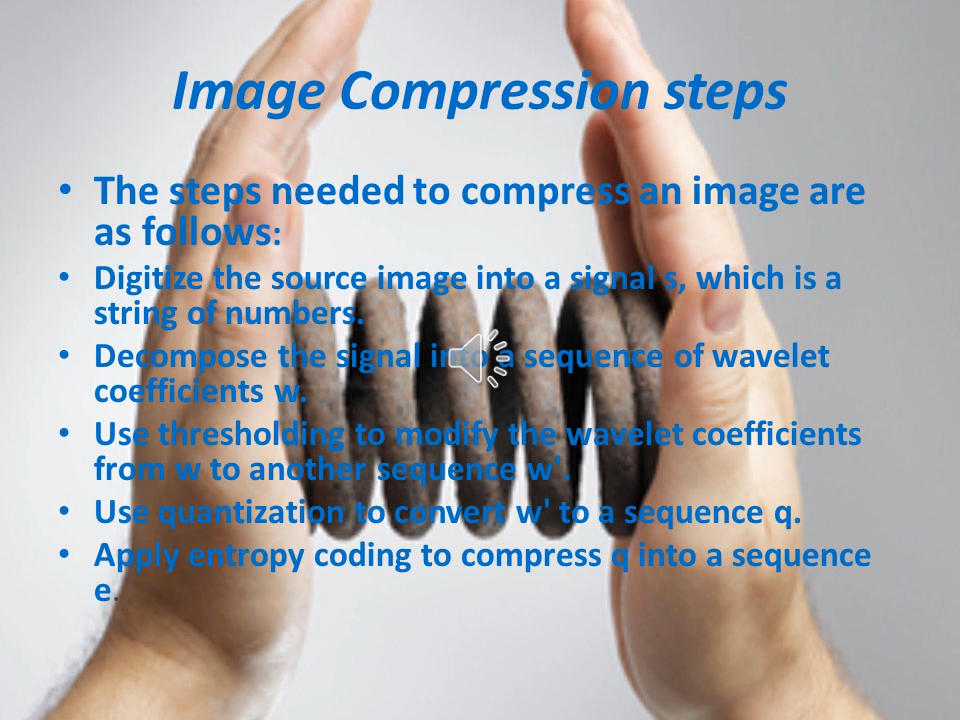 Image Compression steps
• The steps needed to compress an image are
as follows:
• Digitize the source image into a signal s, which is a
string of numbers.
• Decompose the signal into a sequence of wavelet
coefficients w.
• Use thresholding to modify the wavelet coefficients
from w to another sequence w'.
• Use quantization to convert w' to a sequence q.
• Apply entropy coding to compress q into a sequence
e.